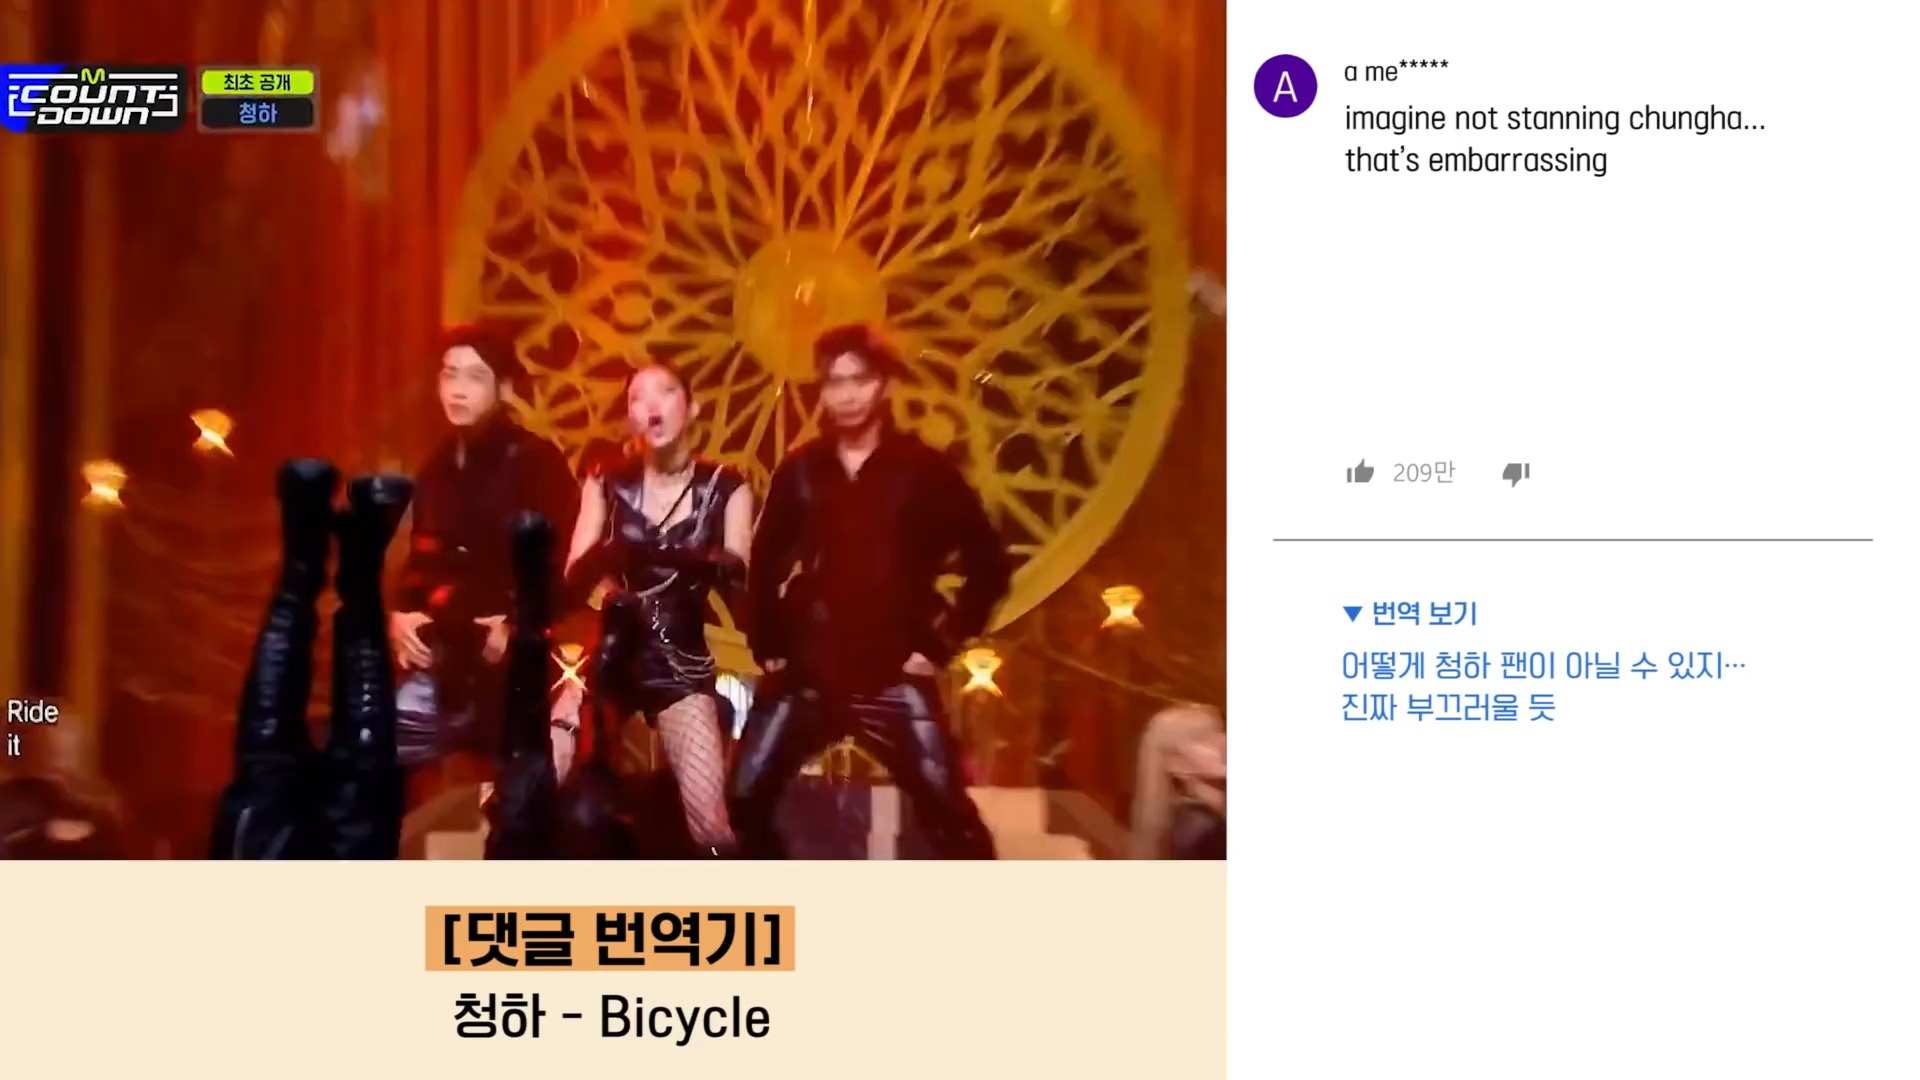 M
COUNT
DOWN
최초 공개
청하
Ride
it
[댓글 번역기]
청하 - Bicycle
A
a me*****
imagine not stanning chungha...
that's embarrassing
209만
▼ 번역 보기
어떻게 청하 팬이 아닐 수 있지…
진짜 부끄러울 듯